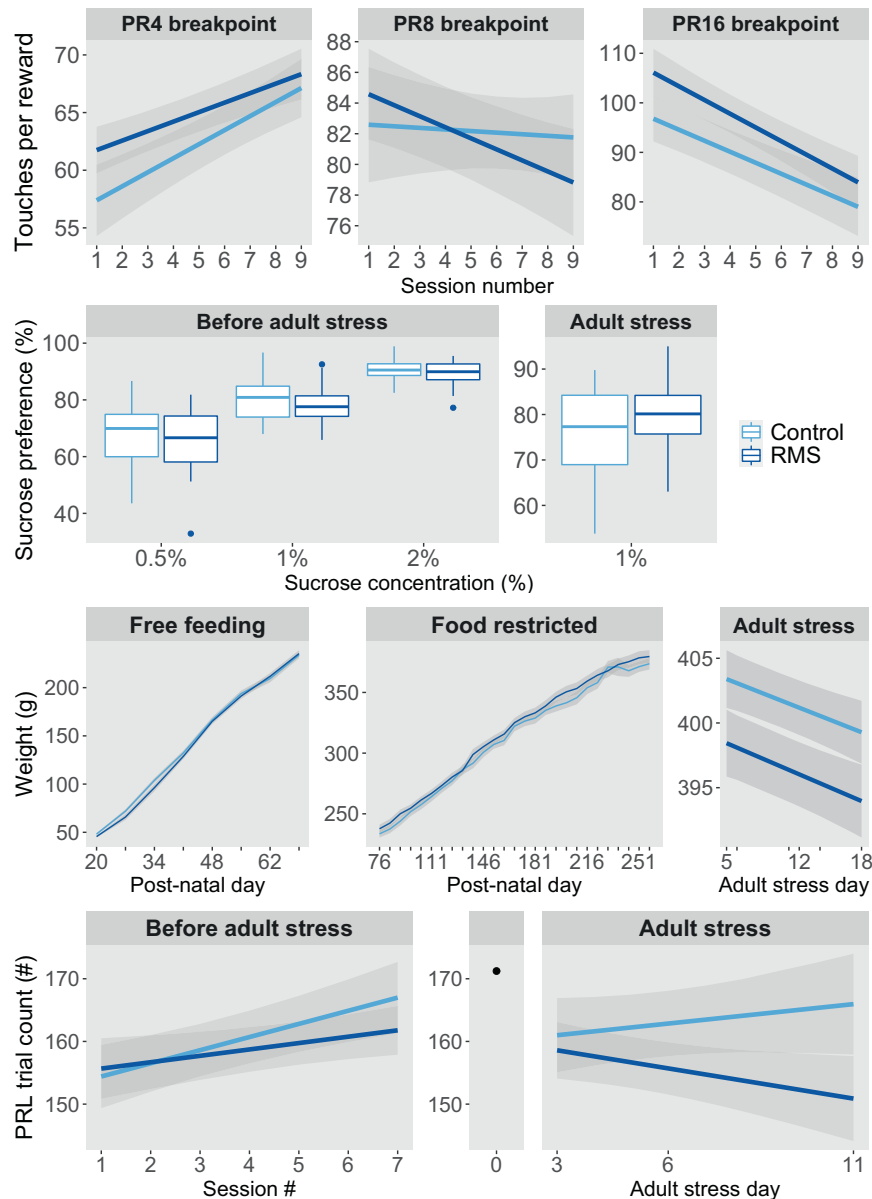 PR4 breakpoint PR8 breakpoint PR16 breakpoint
Touches per reward
70
65
60
55
88
86
84
82
80
78
76
110
100
90
80
1 2 3 4 5 6 7 8 9 1 2 3 4 5 6 7 8 9 1 2 3 4 5 6 7 8 9
Session number
Before adult stress Adult stress
Sucrose preference (%)
100
80
60
40
90
80
70
60
Control
RMS
0.5% 1% 2% 1%
Sucrose concentration (%)
Free feeding Food restricted Adult stress
Weight (g)
200
150
100
50
350
300
250
405
400
395
20 34 48 62 76 111 146 181 216 251 5 12 18
Post-natal day Post-natal day Adult stress day
Before adult stress Adult stress
PRL trial count (#)
170
160
150
170
160
150
1 2 3 4 5 6 7 0 3 6 11
Session # Adult stress day